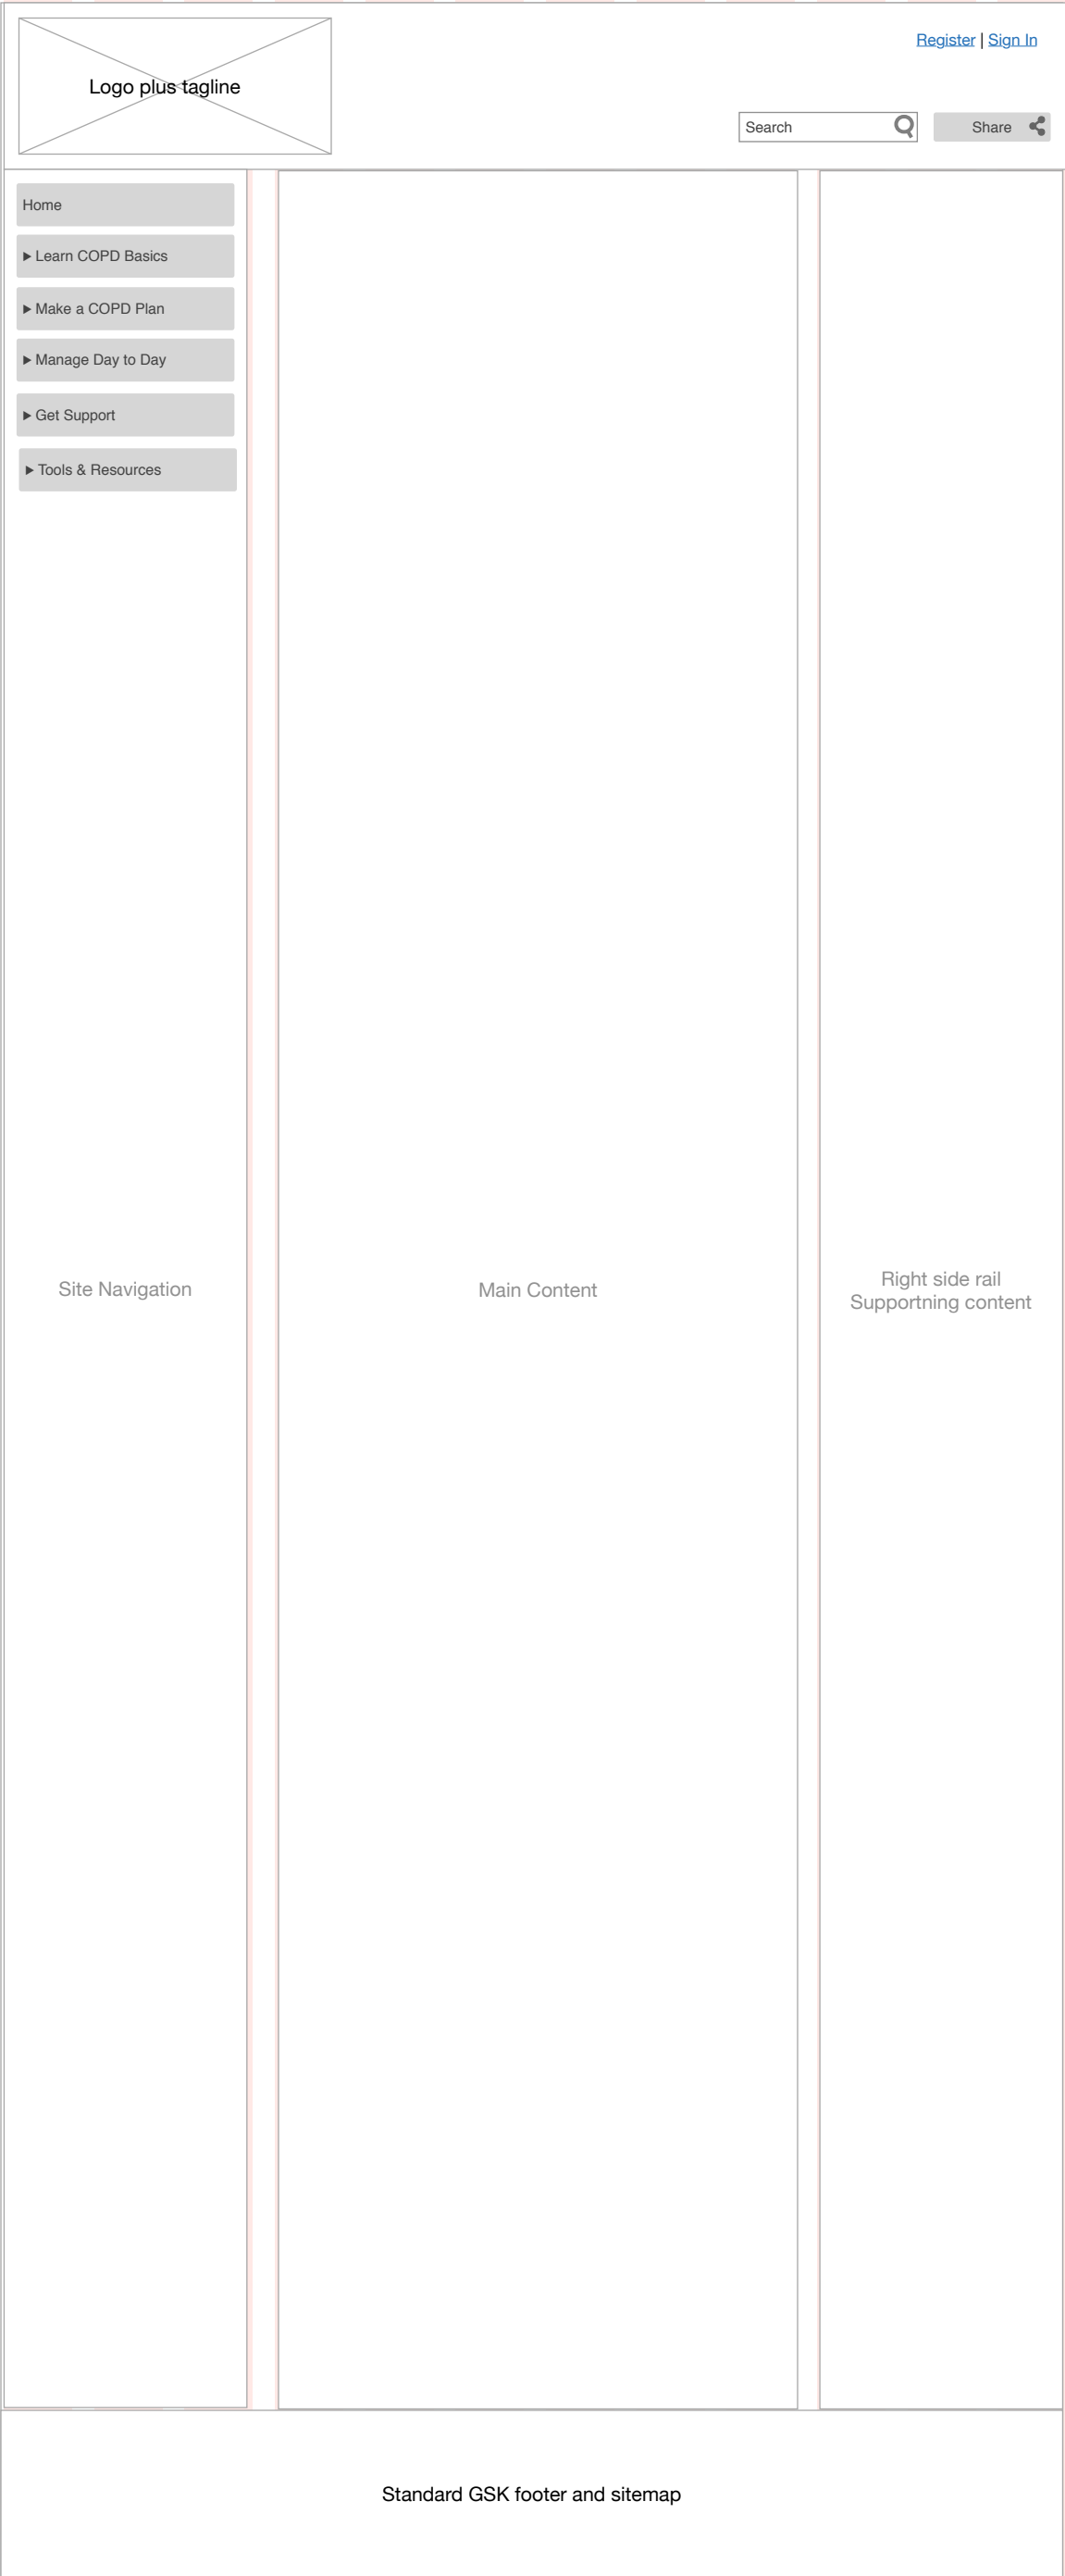 Logo plus tagline
Register | Sign In
Search
Share
Home
Learn COPD Basics
Make a COPD Plan
Manage Day to Day
Get Support
Tools & Resources
Site Navigation
Main Content
Right side rail
Supportning content
Standard GSK footer and sitemap